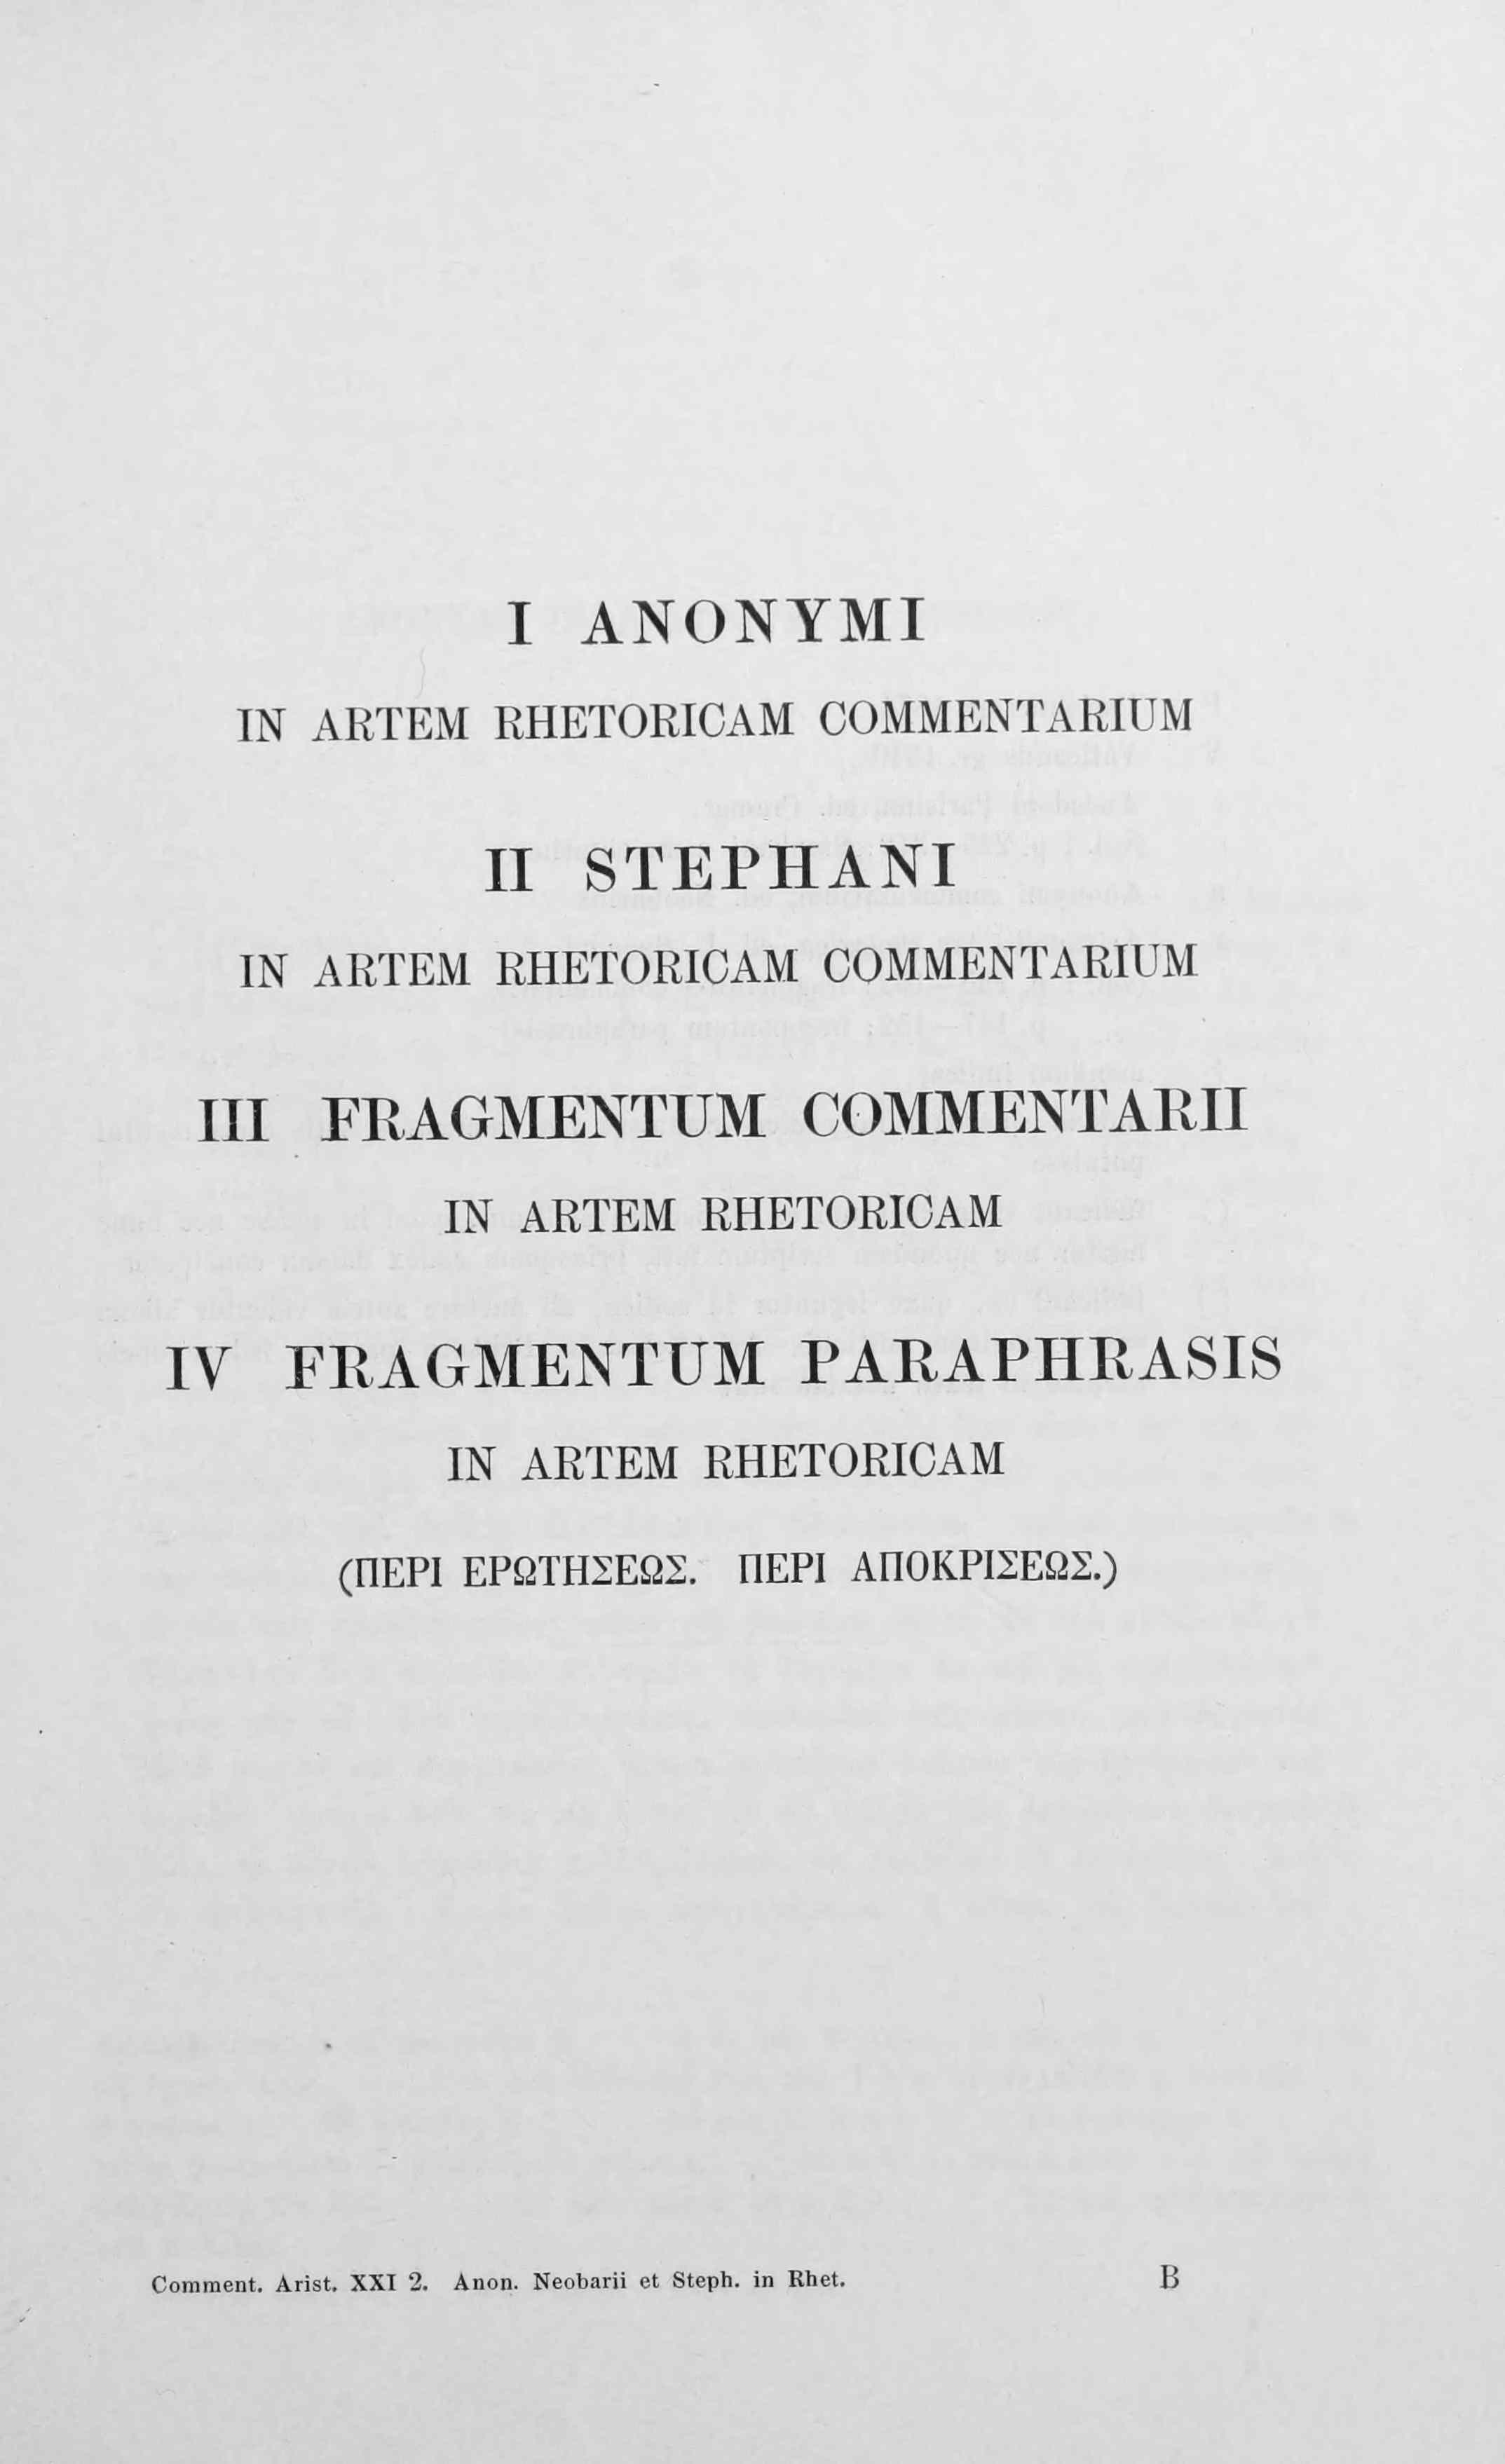 I ANONYMI
IN ARTEM RHETORICAM COMMENTARIUM
II STEPHANI
IN ARTEM RHETORICAM COMMENTARIUM
III FRAGMENTUM COMMENTARII
IN ARTEM RHETORICAM
IV FRAGMENTUM PARAPHRASIS
IN ARTEM RHETORICAM
(ΠΕΡΙ ΕΡΩΤΗΣΕΩΣ. ΠΕΡΙ ΑΠΟΚΡΙΣΕΩΣ.)
Comment. Arist. XXI 2. Anon. Neobarii et Steph. in Rhet. B